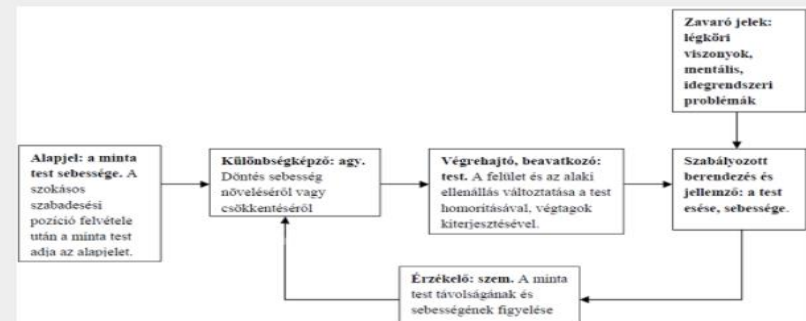 Zavaró jelek:
légköri
viszonyok,
mentális,
idegrendszeri
problémák
Alapjel: a minta
test sebessége. A
szokásos
szabadesési
pozíció felvétele
után a minta test
adja az alapjelet.
Különbségképző: agy.
Döntés sebesség
növeléséről vagy
csökkentéséről
Végrehajtó, beavatkozó:
test. A felület és az alaki
ellenállás változtatása a test
homorításával, végtagok
kiterjesztésével.
Szabályozott
berendezés és
jellemző: a test
esése, sebessége.
Érzékelő: szem. A minta
test távolságának és
sebességének figyelése